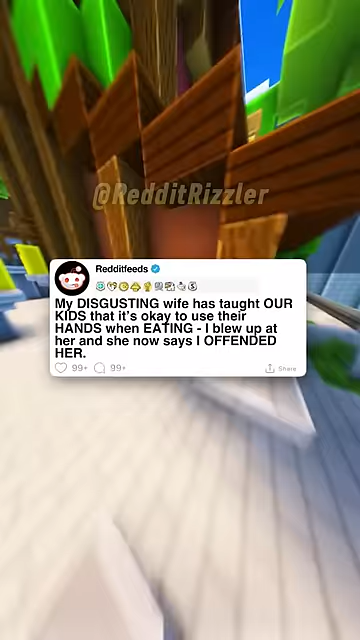 @RedditRizzler
Redditfeeds
My DISGUSTING wife has taught OUR
KIDS that it's okay to use their
HANDS when EATING - I blew up at
her and she now says I OFFENDED
HER.
99+ 99+ Share